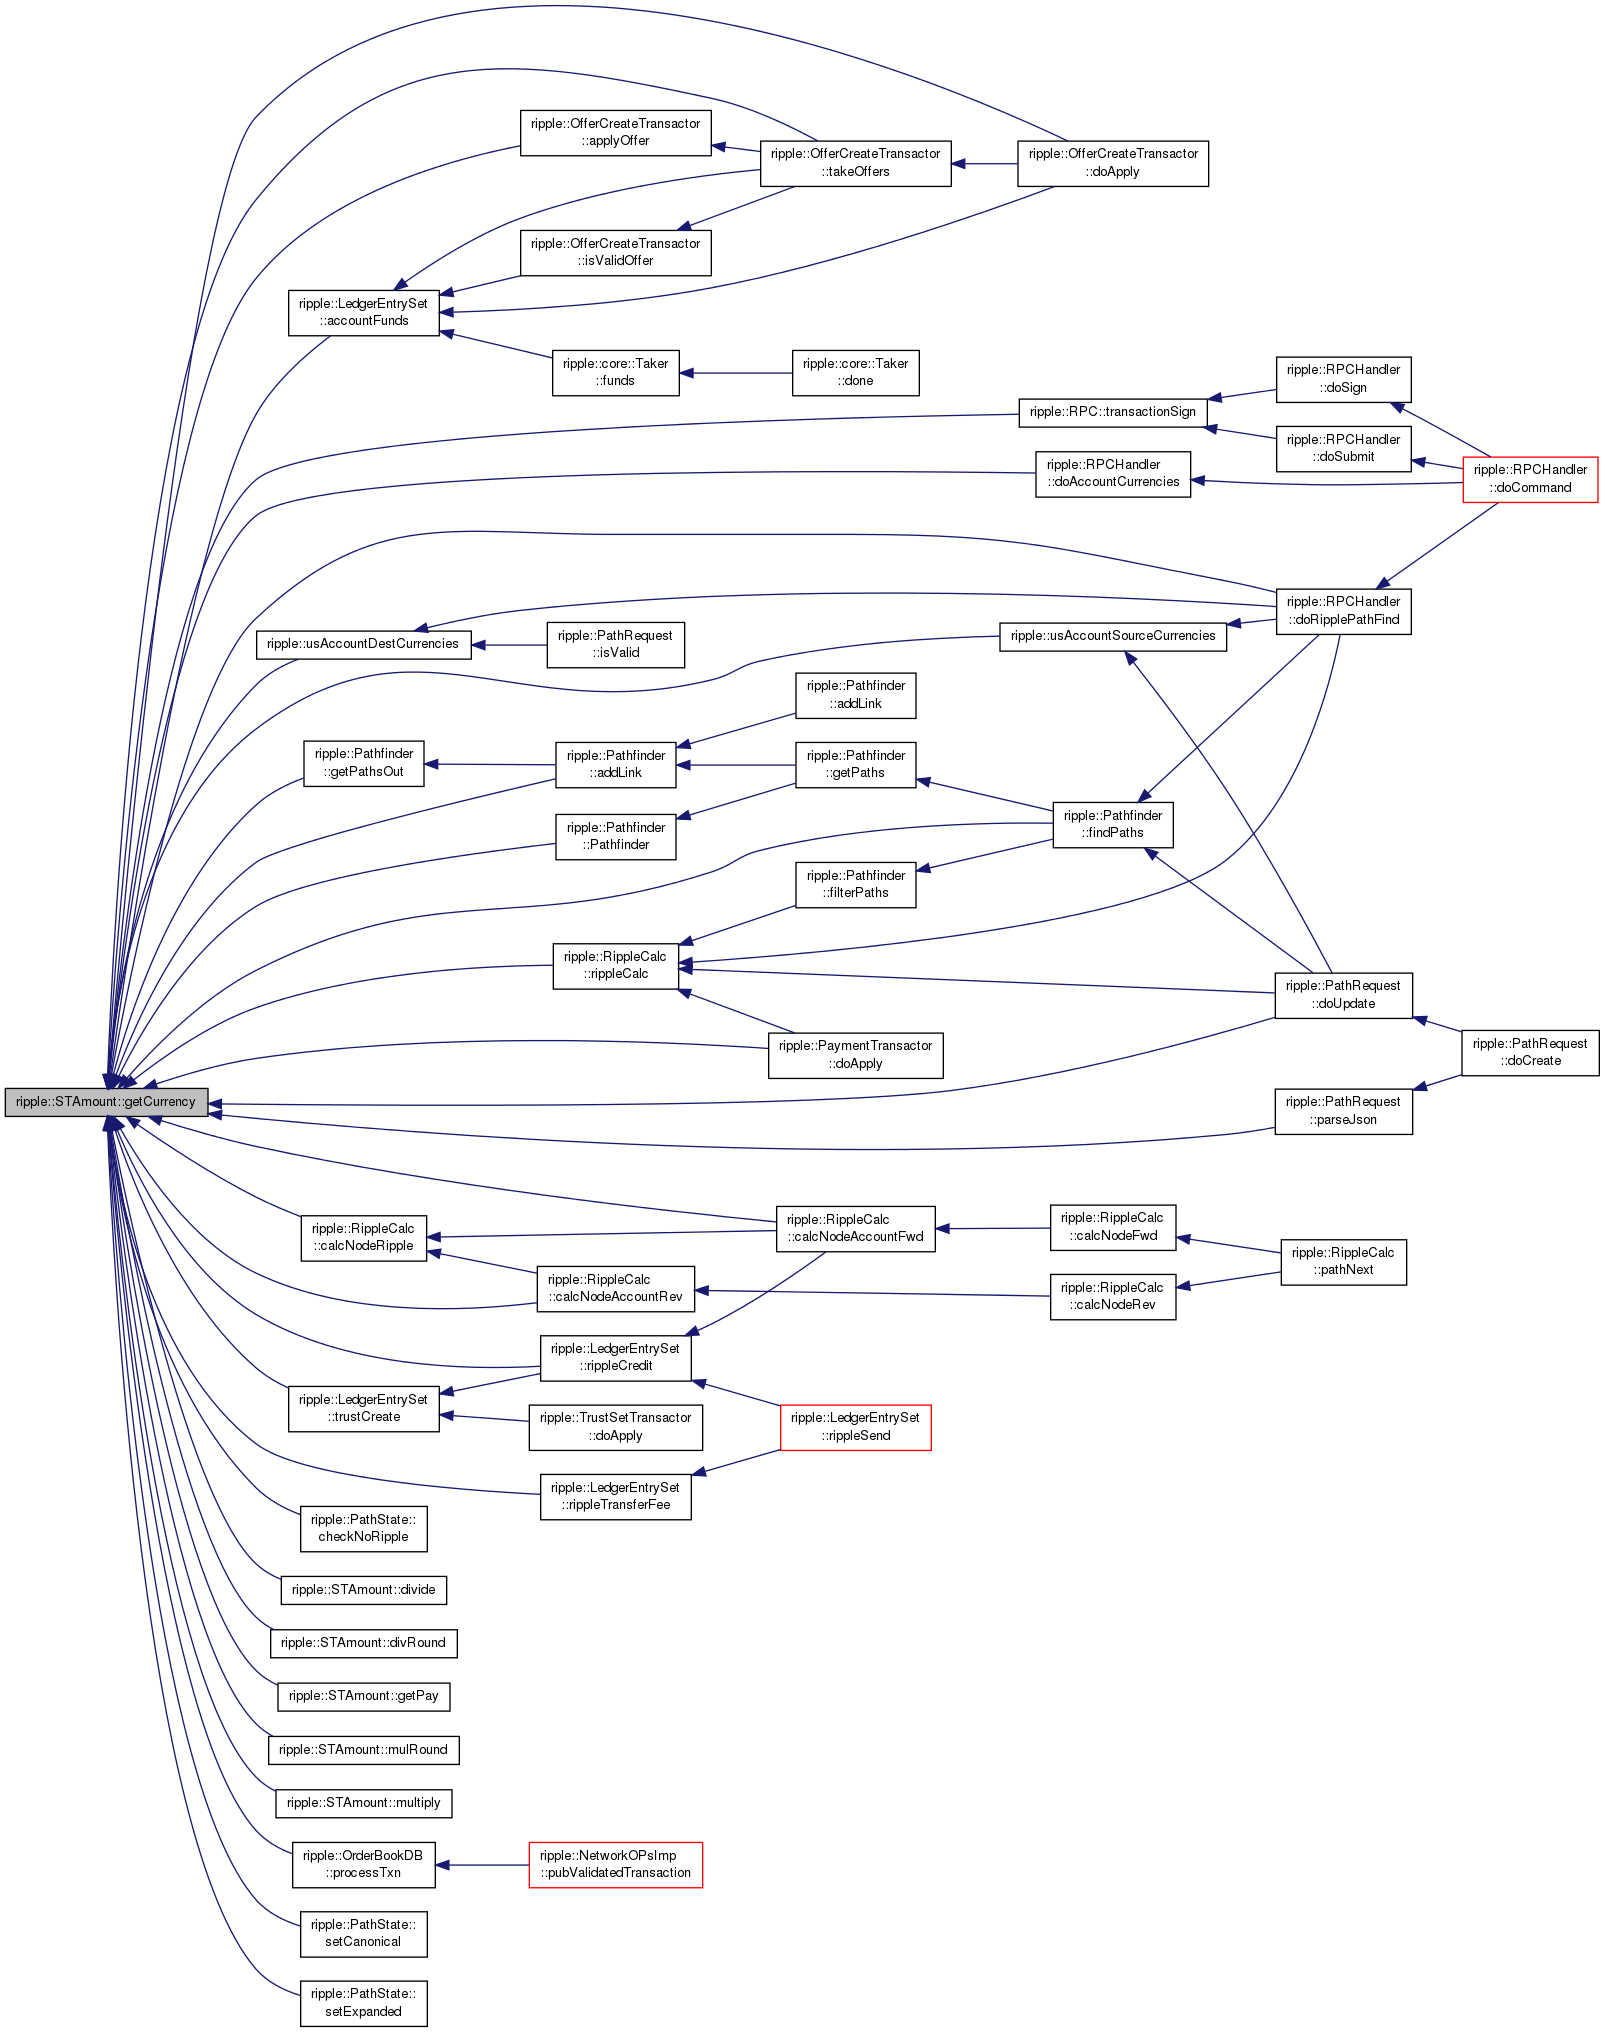 ripple::OfferCreateTransactor
::applyOffer
ripple::OfferCreateTransactor
::takeOffers
ripple::OfferCreateTransactor
::doApply
ripple::OfferCreateTransactor
::isValidOffer
ripple::LedgerEntrySet
::accountFunds
ripple::core::Taker
::funds
ripple::core::Taker
::done
ripple::RPCHandler
::doSign
ripple::RPC::transactionSign
ripple::RPCHandler
::doSubmit
ripple::RPCHandler
::doAccountCurrencies
ripple::RPCHandler
::doCommand
ripple::RPCHandler
::doRipplePathFind
ripple::usAccountDestCurrencies
ripple::PathRequest
::isValid
ripple::usAccountSourceCurrencies
ripple::Pathfinder
::addLink
ripple::Pathfinder
::getPathsOut
ripple::Pathfinder
::addLink
ripple::Pathfinder
::getPaths
ripple::Pathfinder
::Pathfinder
ripple::Pathfinder
::findPaths
ripple::Pathfinder
::filterPaths
ripple::RippleCalc
::rippleCalc
ripple::PathRequest
::doUpdate
ripple::PaymentTransactor
::doApply
ripple::PathRequest
::doCreate
ripple::STAmount::getCurrency
ripple::PathRequest
::parseJson
ripple::RippleCalc
::calcNodeRipple
ripple::RippleCalc
::calcNodeAccountFwd
ripple::RippleCalc
::calcNodeFwd
ripple::RippleCalc
::pathNext
ripple::RippleCalc
::calcNodeAccountRev
ripple::RippleCalc
::calcNodeRev
ripple::LedgerEntrySet
::rippleCredit
ripple::LedgerEntrySet
::trustCreate
ripple::TrustSetTransactor
::doApply
ripple::LedgerEntrySet
::rippleSend
ripple::LedgerEntrySet
::rippleTransferFee
ripple::PathState::
checkNoRipple
ripple::STAmount::divide
ripple::STAmount::divRound
ripple::STAmount::getPay
ripple::STAmount::mulRound
ripple::STAmount::multiply
ripple::OrderBookDB
::processTxn
ripple::NetworkOPsImp
::pubValidatedTransaction
ripple::PathState::
setCanonical
ripple::PathState::
setExpanded